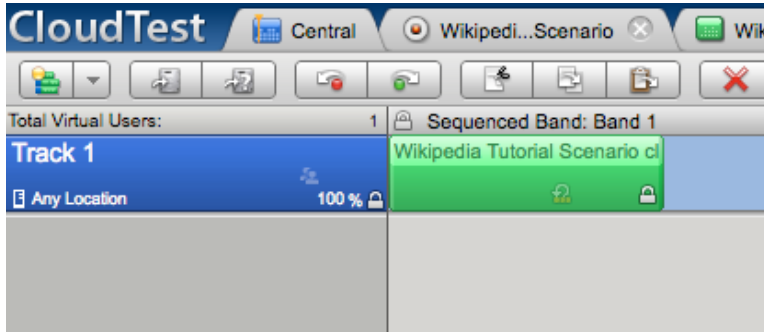 CloudTest Central Wikipedi...Scenario Wik
Total Virtual Users: 1 Sequenced Band: Band 1
Track 1 Wikipedia Tutorial Scenario cl
Any Location 100 %